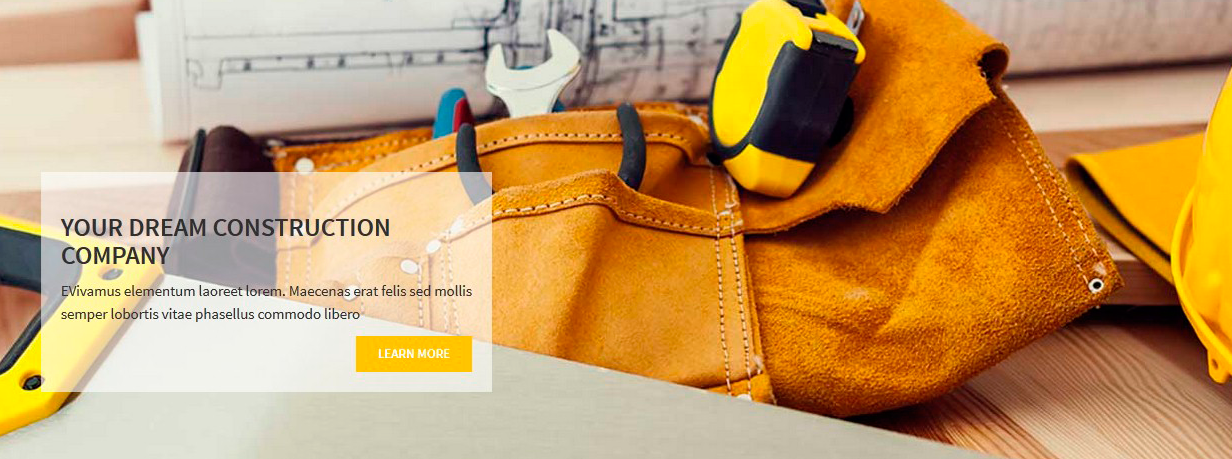 YOUR DREAM CONSTRUCTION
COMPANY
EVivamus elementum laoreet lorem. Maecenas erat felis sed mollis
semper lobortis vitae phasellus commodo libero
LEARN MORE